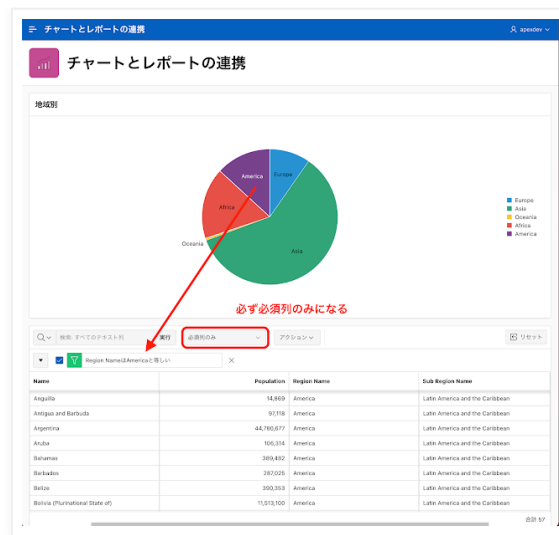 チャートとレポートの連携
apexdev
チャートとレポートの連携
地域別
America
Europe
Africa
Oceania
Asia
Europe
Asia
Oceania
Africa
America
必ず必須列のみになる
検索: すべてのテキスト列
実行
必須列のみ
アクション
リセット
Region NameはAmericaと等しい
Name Population Region Name Sub Region Name
Anguilla 14,869 America Latin America and the Caribbean
Antigua and Barbuda 97,118 America Latin America and the Caribbean
Argentina 44,780,677 America Latin America and the Caribbean
Aruba 106,314 America Latin America and the Caribbean
Bahamas 389,482 America Latin America and the Caribbean
Barbados 287,025 America Latin America and the Caribbean
Belize 390,353 America Latin America and the Caribbean
Bolivia (Plurinational State of) 11,513,100 America Latin America and the Caribbean
合計 57